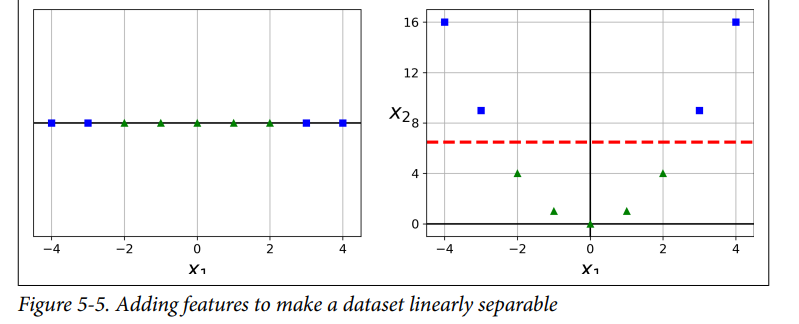 16
12
x₂ 8
4
0
−4 −2 0 2 4
−4 −2 0 2 4
x₁
x₁
Figure 5-5. Adding features to make a dataset linearly separable